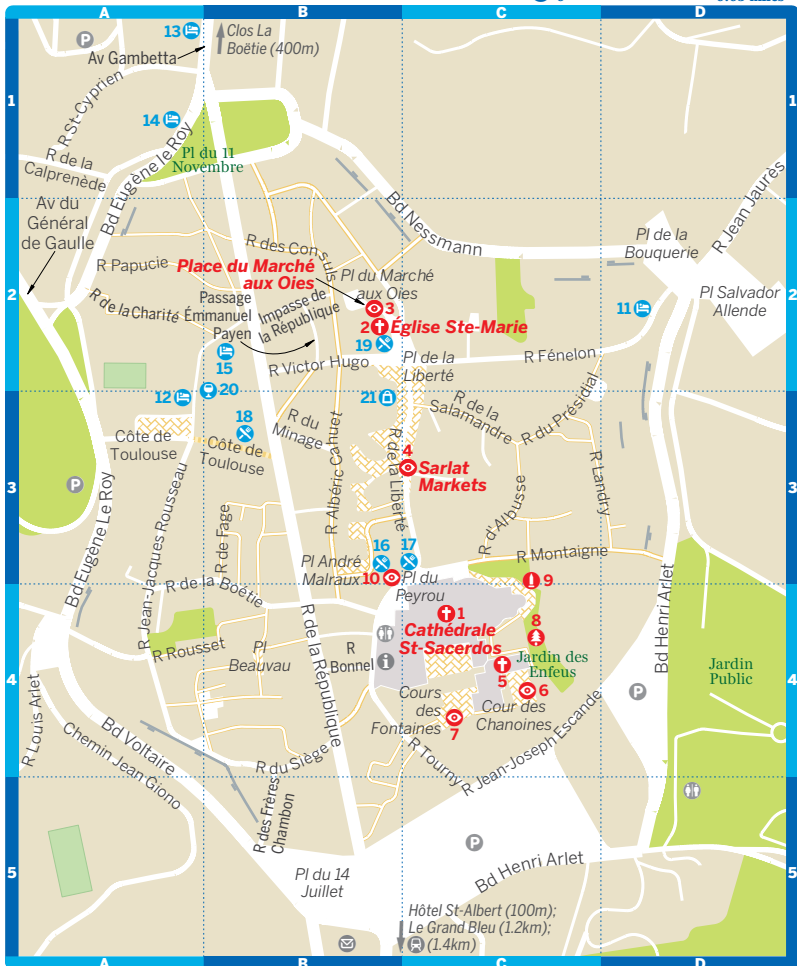 A
B
C
D
13
P
Av Gambetta
Clos La
Boëtie (400m)
1
1
R St-Cyprien
14
R de la
Calprenède
Pl du 11
Novembre
Bd Eugène le Roy
Av du
Général
de Gaulle
Bd Nessmann
R Jean Jaurès
Pl de la
Bouquerie
R des Consuls
R Papucie
Place du Marché
aux Oies
Pl du Marché
aux Oies
2
2
R de la Charité
Passage
Emmanuel
Payen
Impasse de
la République
3
2
Église Ste-Marie
19
11
Pl Salvador
Allende
15
R Victor Hugo
Pl de la
Liberté
R Fénelon
12
20
21
R de la
Salamandre
R du Présidial
18
R du
Minage
Côte de
Toulouse
Côte de
Toulouse
4
Sarlat
Markets
P
3
3
R Albéric Cahuet
R de la Liberté
R d'Albusse
R Landry
Bd Eugène Le Roy
R Jean-Jacques Rousseau
R de Fage
16
17
R Montaigne
Pl André
Malraux
10
Pl du
Peyrou
9
R de la Boétie
1
Cathédrale
St-Sacerdos
8
Jardin des
Enfeus
Bd Henri Arlet
R Rousset
Pl
Beauvau
R
Bonnel
i
R de la République
5
6
Jardin
Public
4
4
P
R Louis Arlet
Cours
des
Fontaines
7
Cour des
Chanoines
Bd Voltaire
Chemin Jean Giono
R du Siège
R Tourny
R Jean-Joseph Escande
R des Frères
Chambon
P
5
5
Pl du 14
Juillet
Bd Henri Arlet
Hôtel St-Albert (100m);
Le Grand Bleu (1.2km);
(1.4km)
A
B
C
D